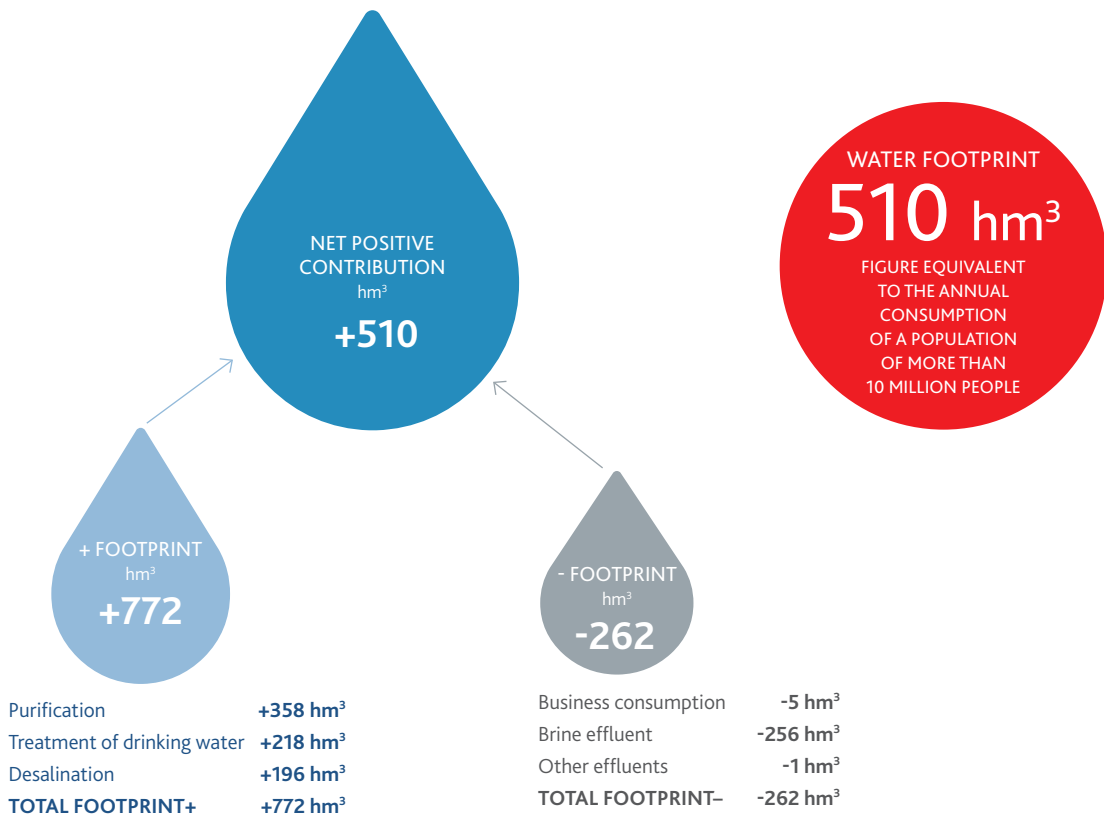 NET POSITIVE
CONTRIBUTION
hm³
+510
WATER FOOTPRINT
510 hm³
FIGURE EQUIVALENT
TO THE ANNUAL
CONSUMPTION
OF A POPULATION
OF MORE THAN
10 MILLION PEOPLE
+ FOOTPRINT
hm³
+772
- FOOTPRINT
hm³
-262
Purification +358 hm³
Treatment of drinking water +218 hm³
Desalination +196 hm³
TOTAL FOOTPRINT+ +772 hm³
Business consumption -5 hm³
Brine effluent -256 hm³
Other effluents -1 hm³
TOTAL FOOTPRINT– -262 hm³